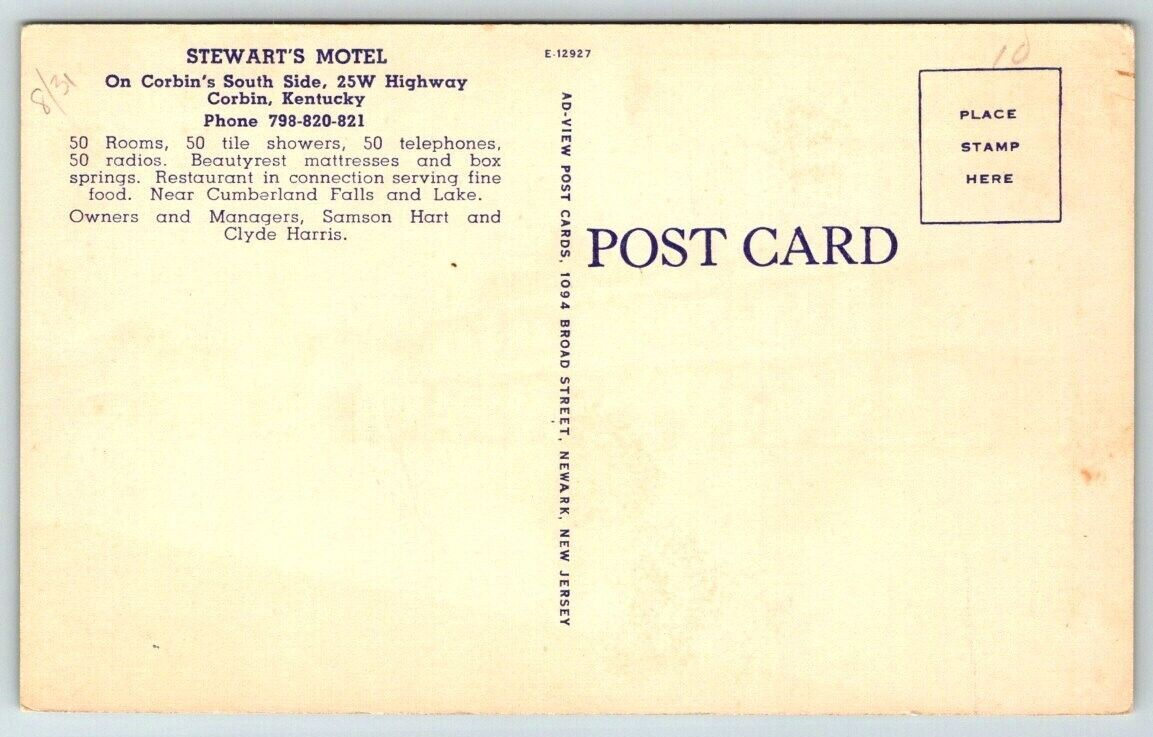 8/31
STEWART'S MOTEL
On Corbin's South Side, 25W Highway
Corbin, Kentucky
Phone 798-820-821
50 Rooms, 50 tile showers, 50 telephones,
50 radios. Beautyrest mattresses and box
springs. Restaurant in connection serving fine
food. Near Cumberland Falls and Lake.
Owners and Managers, Samson Hart and
Clyde Harris.
E-12927
AD-VIEW POST CARDS, 1094 BROAD STREET, NEWARK, NEW JERSEY
POST CARD
10
PLACE
STAMP
HERE